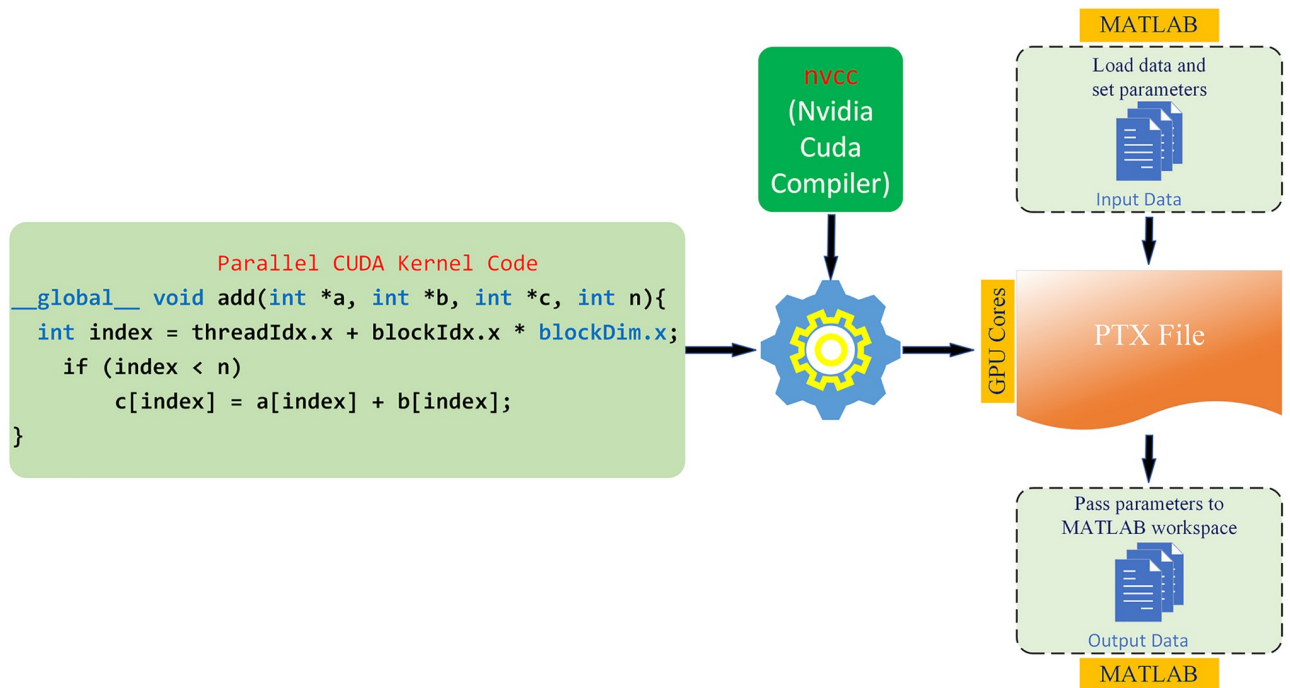 MATLAB
Load data and
set parameters
Input Data
nvcc
(Nvidia
Cuda
Compiler)
Parallel CUDA Kernel Code
__global__ void add(int *a, int *b, int *c, int n){
int index = threadIdx.x + blockIdx.x * blockDim.x;
if (index < n)
c[index] = a[index] + b[index];
}
GPU Cores
PTX File
Pass parameters to
MATLAB workspace
Output Data
MATLAB